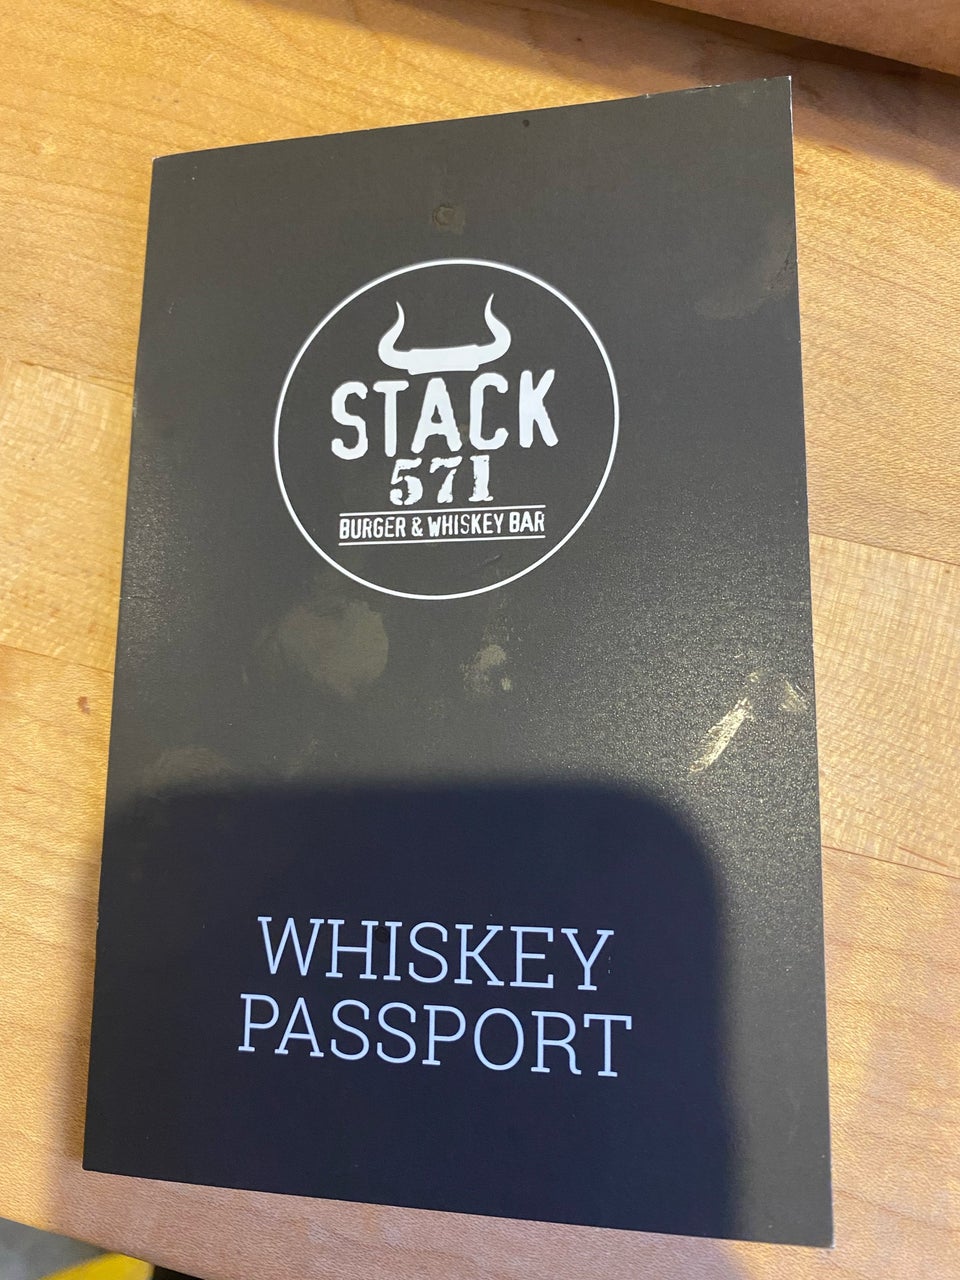 STACK
571
BURGER & WHISKEY BAR
WHISKEY
PASSPORT